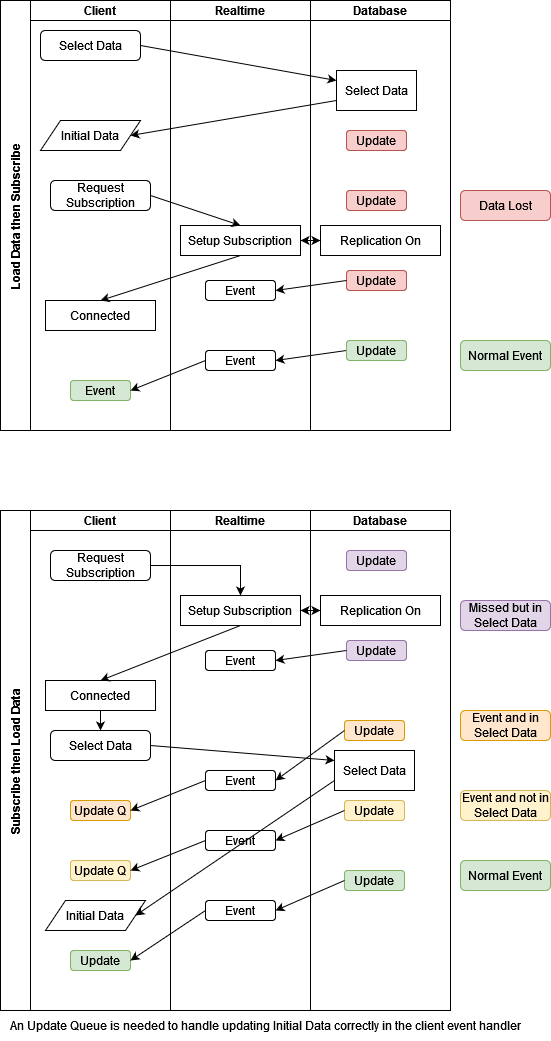 Client
Realtime
Database
Load Data then Subscribe
Select Data
Select Data
Initial Data
Update
Request
Subscription
Update
Data Lost
Setup Subscription
Replication On
Update
Event
Connected
Update
Event
Normal Event
Event
Client
Realtime
Database
Subscribe then Load Data
Request
Subscription
Update
Setup Subscription
Replication On
Missed but in
Select Data
Update
Event
Connected
Select Data
Update
Event and in
Select Data
Select Data
Event
Update Q
Update
Event and not in
Select Data
Event
Update Q
Update
Normal Event
Initial Data
Event
Update
An Update Queue is needed to handle updating Initial Data correctly in the client event handler